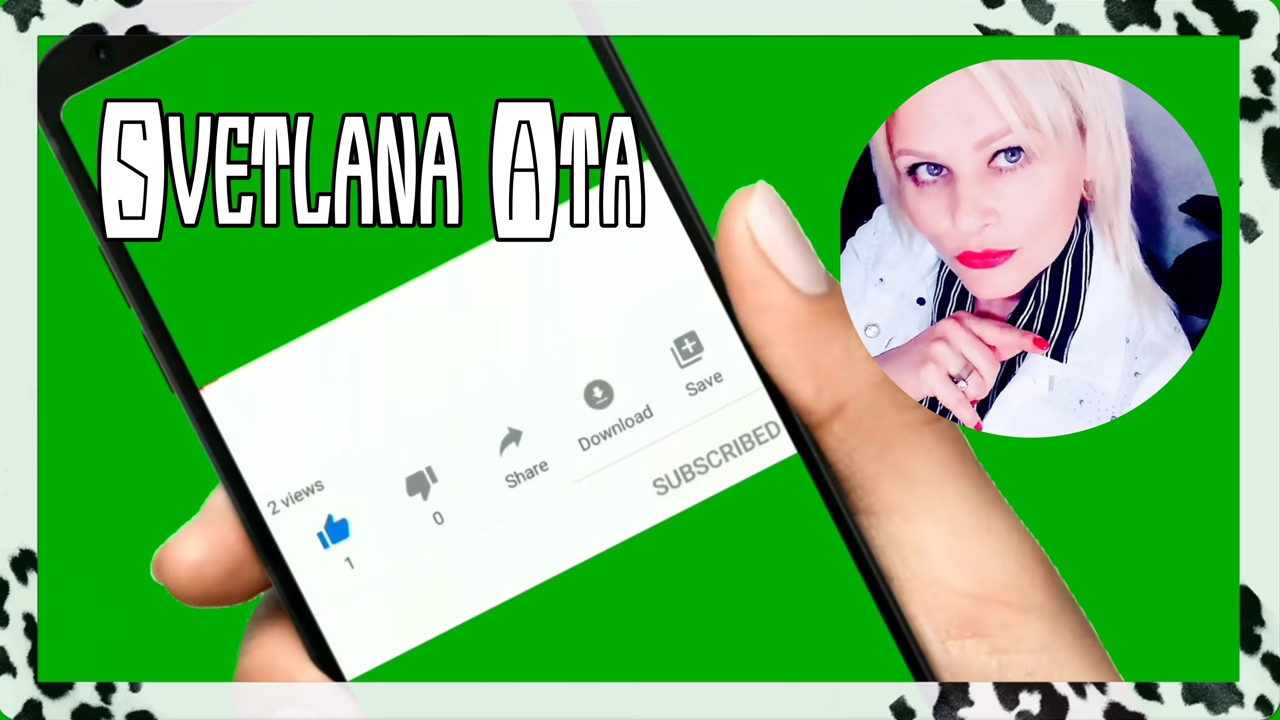 Svetlana Ata
2 views
1
0
Share
Download
Save
SUBSCRIBED